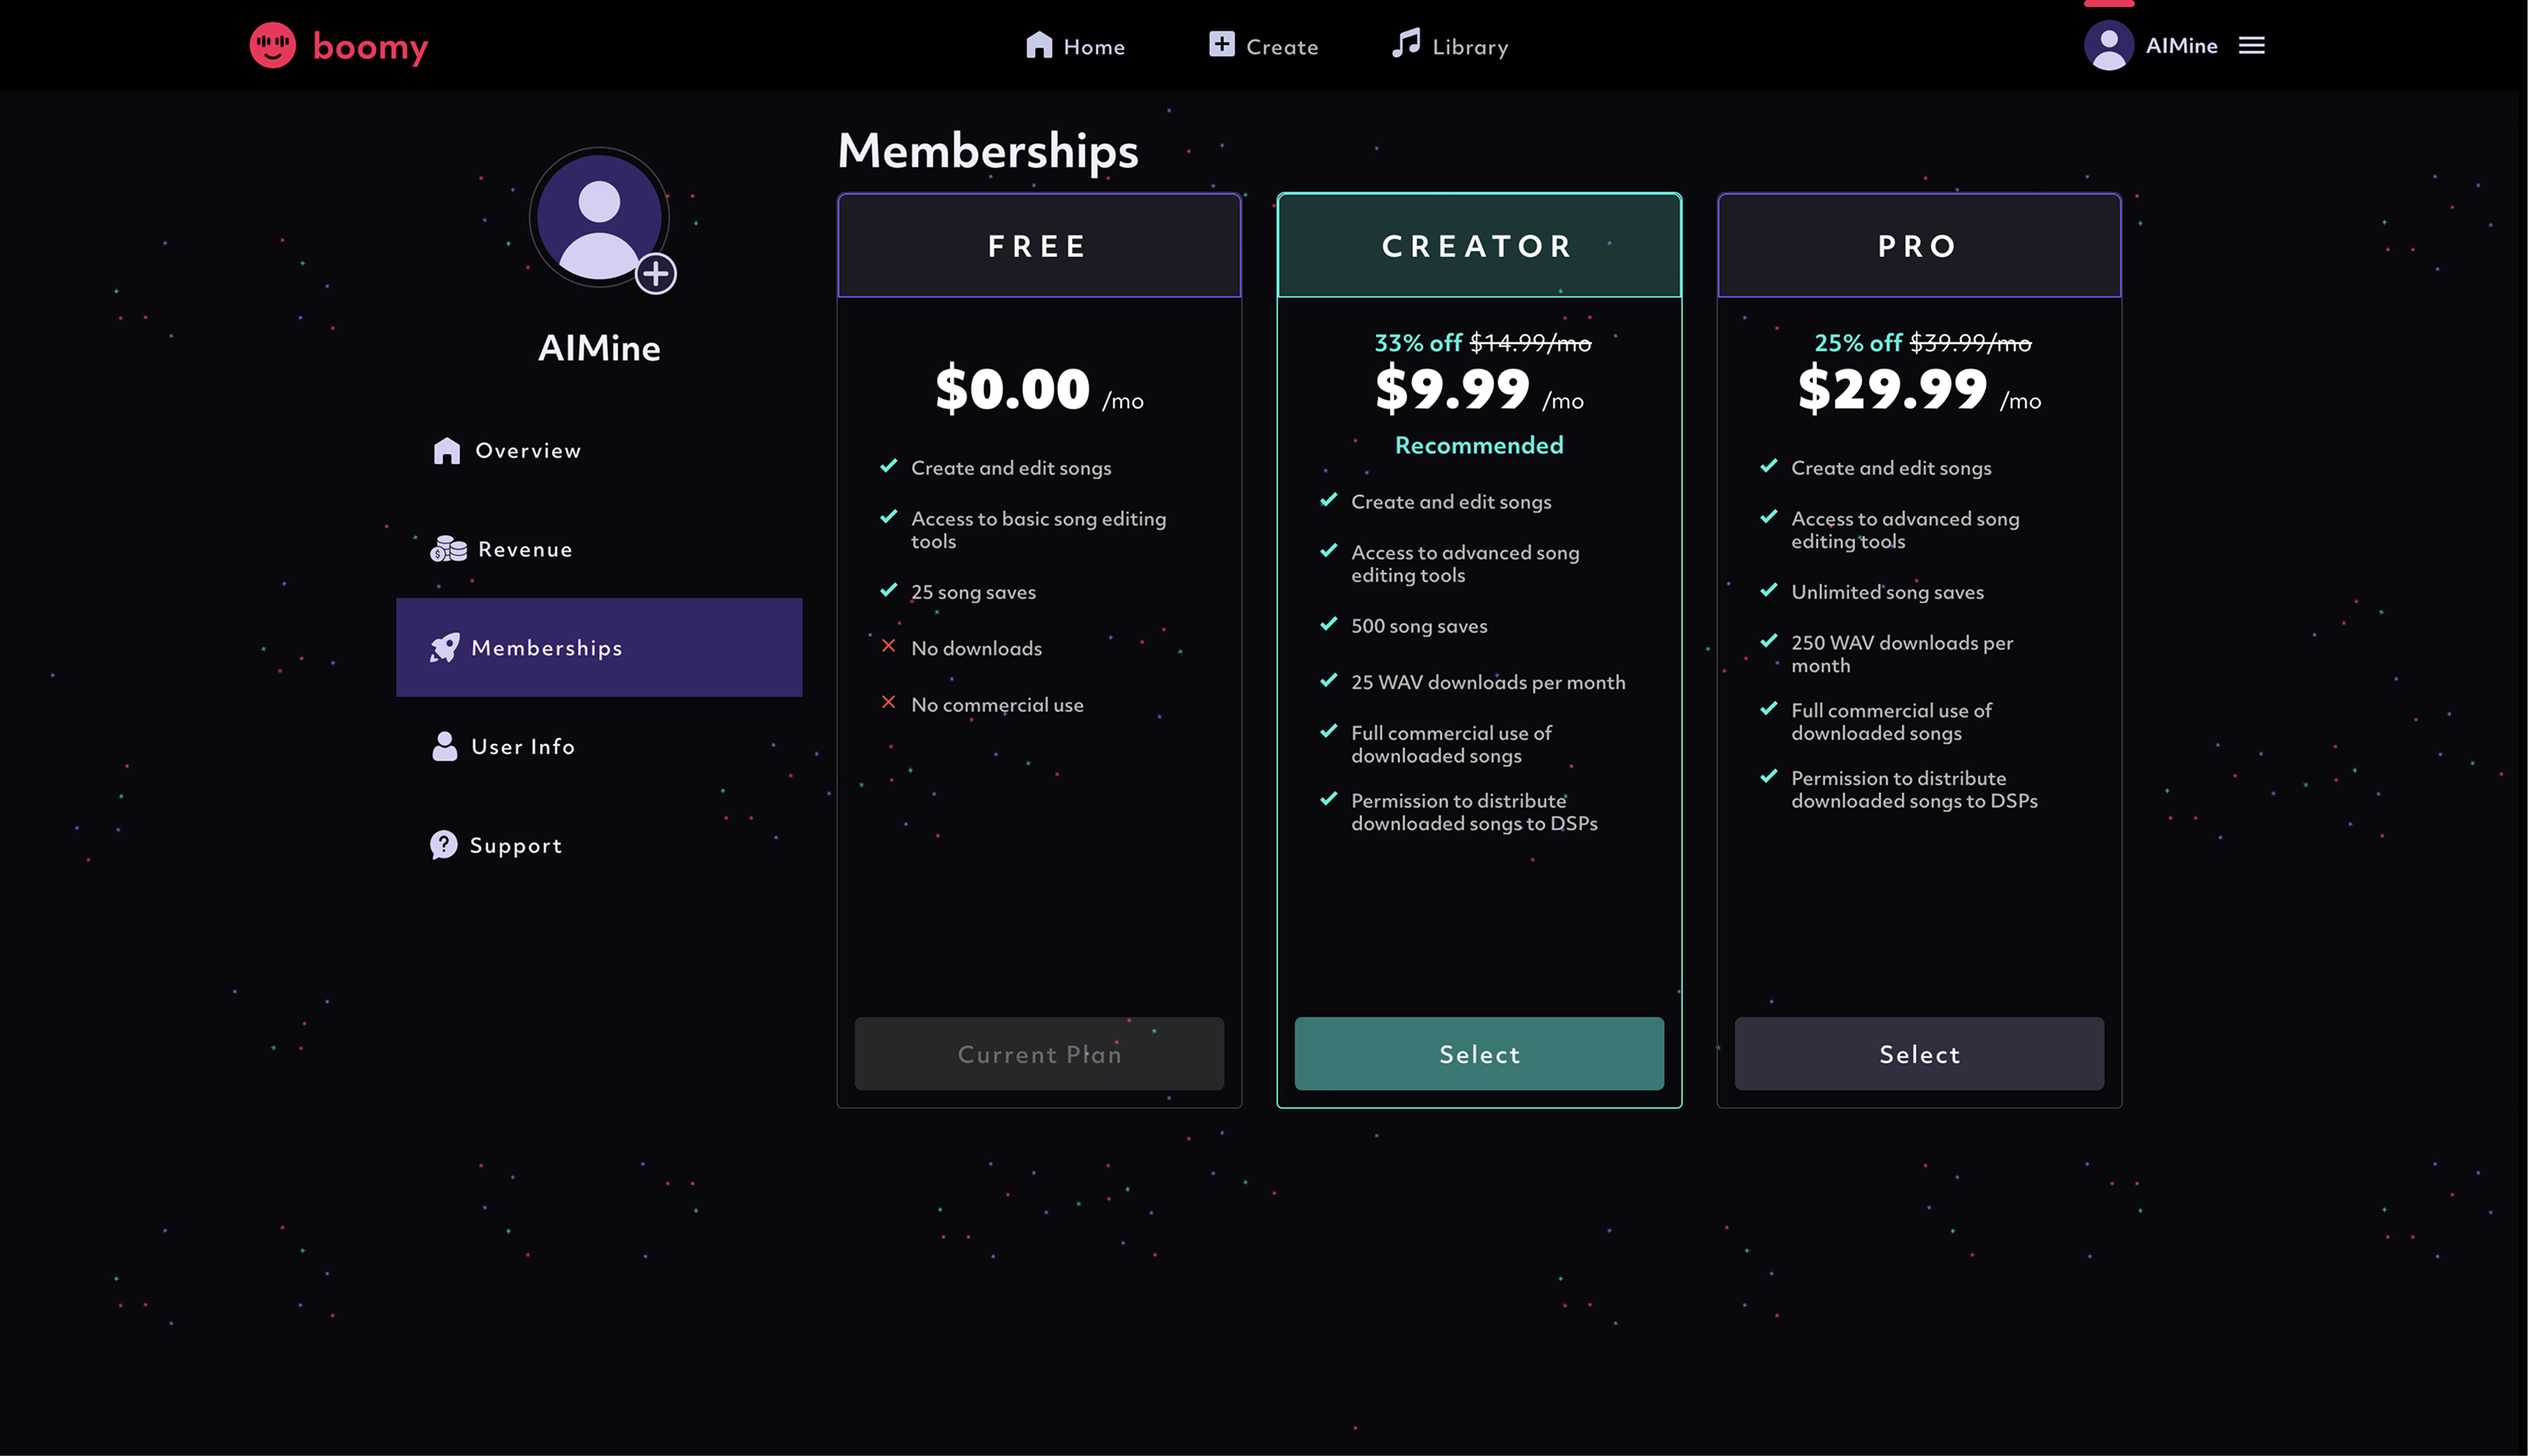 boomy
Home
Create
Library
AIMine
AIMine
Overview
Revenue
Memberships
User Info
Support
Memberships
FREE
$0.00 /mo
Create and edit songs
Access to basic song editing
tools
25 song saves
No downloads
No commercial use
Current Plan
CREATOR
33% off $14.99/mo
$9.99 /mo
Recommended
Create and edit songs
Access to advanced song
editing tools
500 song saves
25 WAV downloads per month
Full commercial use of
downloaded songs
Permission to distribute
downloaded songs to DSPs
Select
PRO
25% off $39.99/mo
$29.99 /mo
Create and edit songs
Access to advanced song
editing tools
Unlimited song saves
250 WAV downloads per
month
Full commercial use of
downloaded songs
Permission to distribute
downloaded songs to DSPs
Select